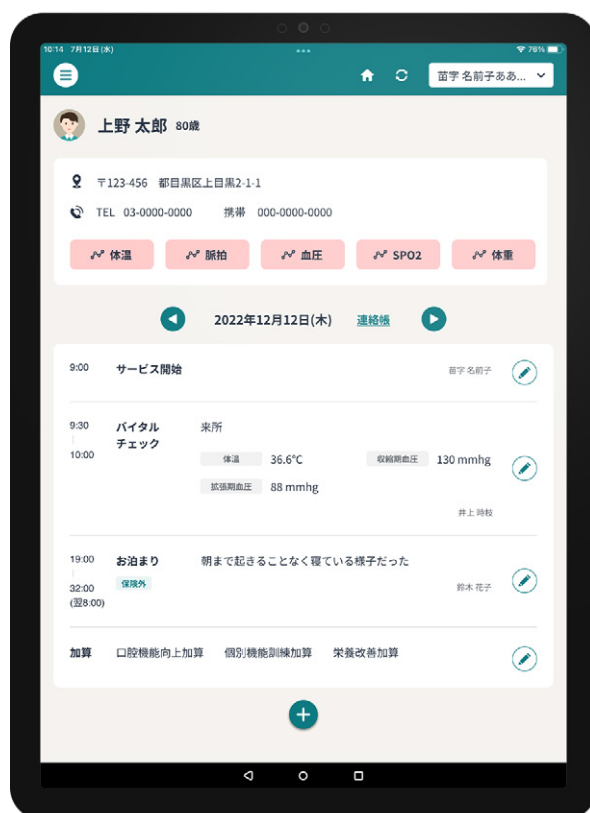 10:14 7月12日(水)
76%
苗字 名前子ああ...
上野 太郎 80歳
〒123-456 都目黒区上目黒2-1-1
TEL 03-0000-0000 携帯 000-0000-0000
体温 脈拍 血圧 SPO2 体重
2022年12月12日(木) 連絡帳
9:00 サービス開始 苗字 名前子
9:30 バイタル 来所
チェック
10:00 体温 36.6℃ 収縮期血圧 130 mmhg
拡張期血圧 88 mmhg
井上 時枝
19:00 お泊まり 朝まで起きることなく寝ている様子だった
保険外
32:00 鈴木 花子
(翌8:00)
加算 口腔機能向上加算 個別機能訓練加算 栄養改善加算